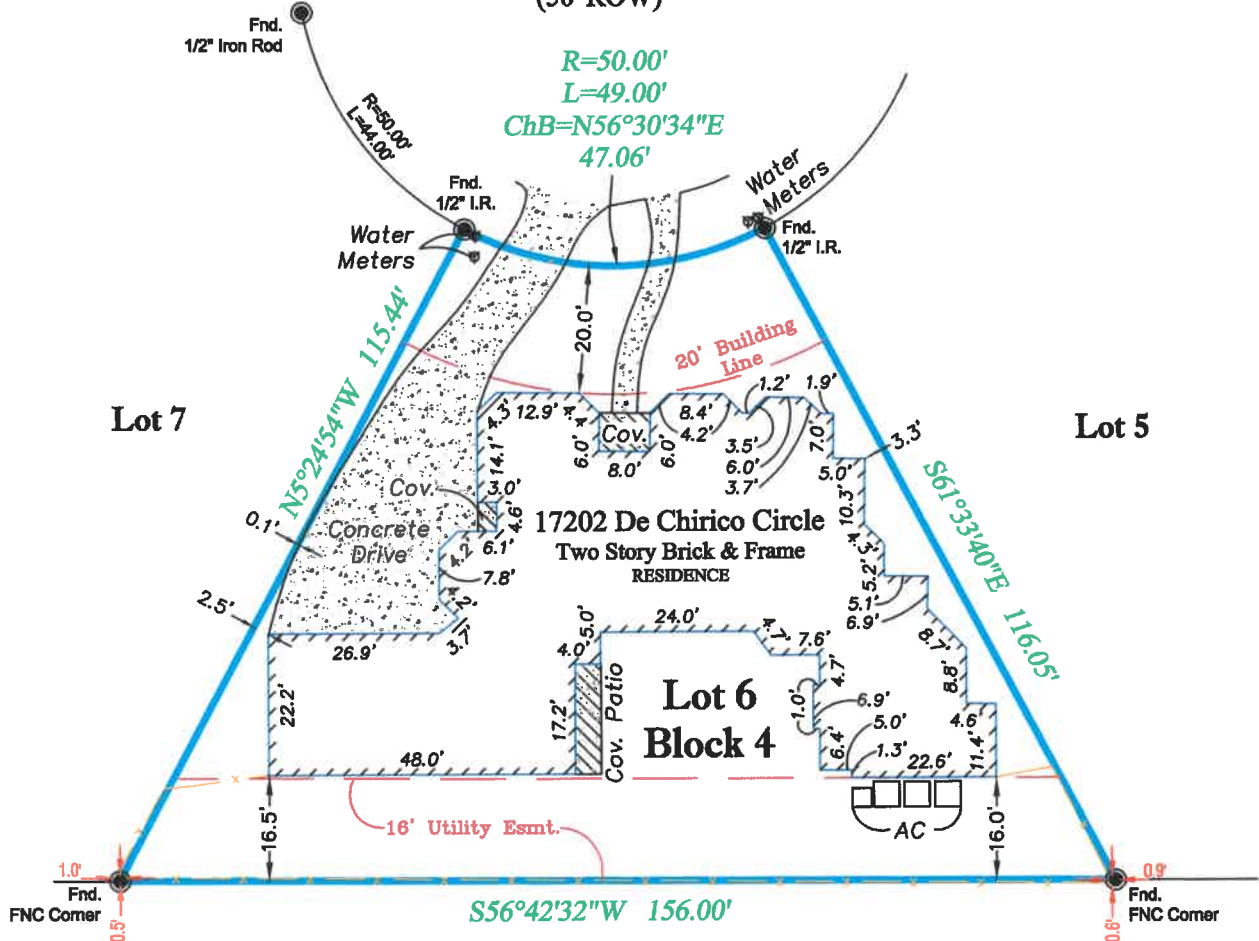 (50' ROW)
Fnd.
1/2" Iron Rod
R=50.00'
L=49.00'
ChB=N56°30'34"E
47.06'
R=50.00'
L=44.00'
Fnd.
1/2" I.R.
Water
Meters
Water
Meters
Fnd.
1/2" I.R.
N5°24'54"W 115.44'
20.0'
20' Building
Line
Lot 7
Lot 5
4.3'
12.9'
Cov.
6.0'
8.0'
6.0'
8.4'
4.2'
1.2'
3.5'
6.0'
3.7'
1.9'
7.0'
5.0'
3.3'
S61°33'40"E 116.05'
14.1'
3.0'
Cov.
4.6'
6.1'
4.2'
7.8'
3.7'
0.1'
Concrete
Drive
2.5'
17202 De Chirico Circle
Two Story Brick & Frame
RESIDENCE
10.3'
4.3'
5.2'
5.1'
6.9'
8.7'
8.8'
4.6'
11.4'
26.9'
22.2'
48.0'
4.0'
5.0'
24.0'
4.7'
7.6'
4.7'
17.2'
Cov. Patio
Lot 6
Block 4
1.0'
6.9'
5.0'
6.4'
1.3'
22.6'
AC
16.5'
16' Utility Esmt.
16.0'
1.0'
Fnd.
FNC Corner
0.5'
S56°42'32"W 156.00'
0.9'
Fnd.
FNC Corner
0.6'